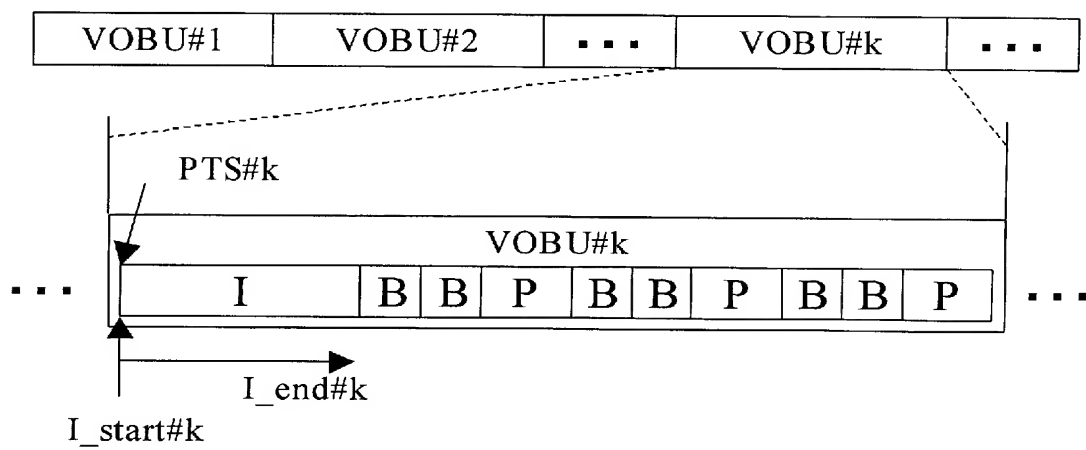 VOBU#1 VOBU#2 ••• VOBU#k •••
PTS#k
VOBU#k
••• I B B P B B P B B P •••
I_end#k
I_start#k